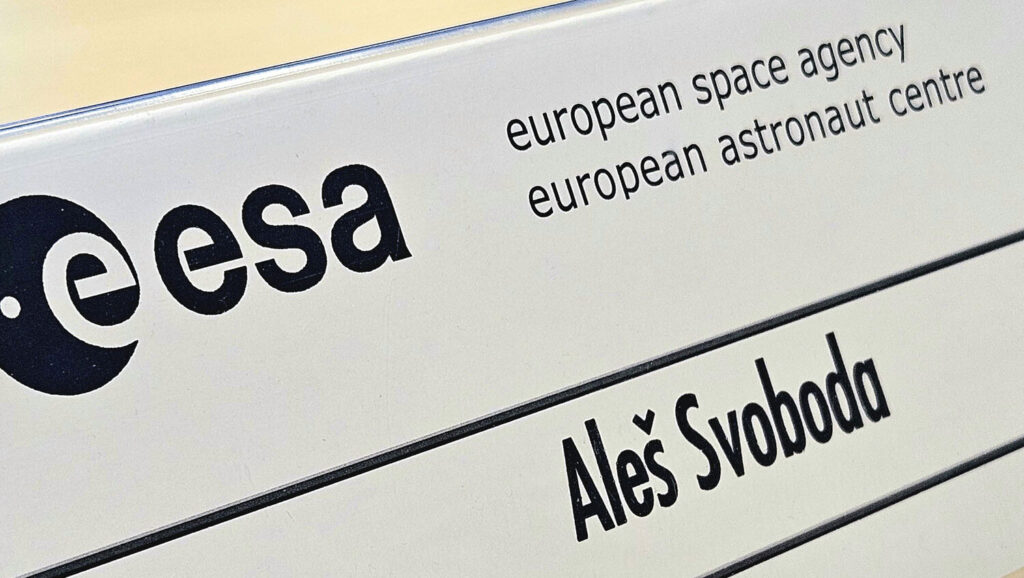 european space agency
european astronaut centre
e esa
Aleš Svoboda